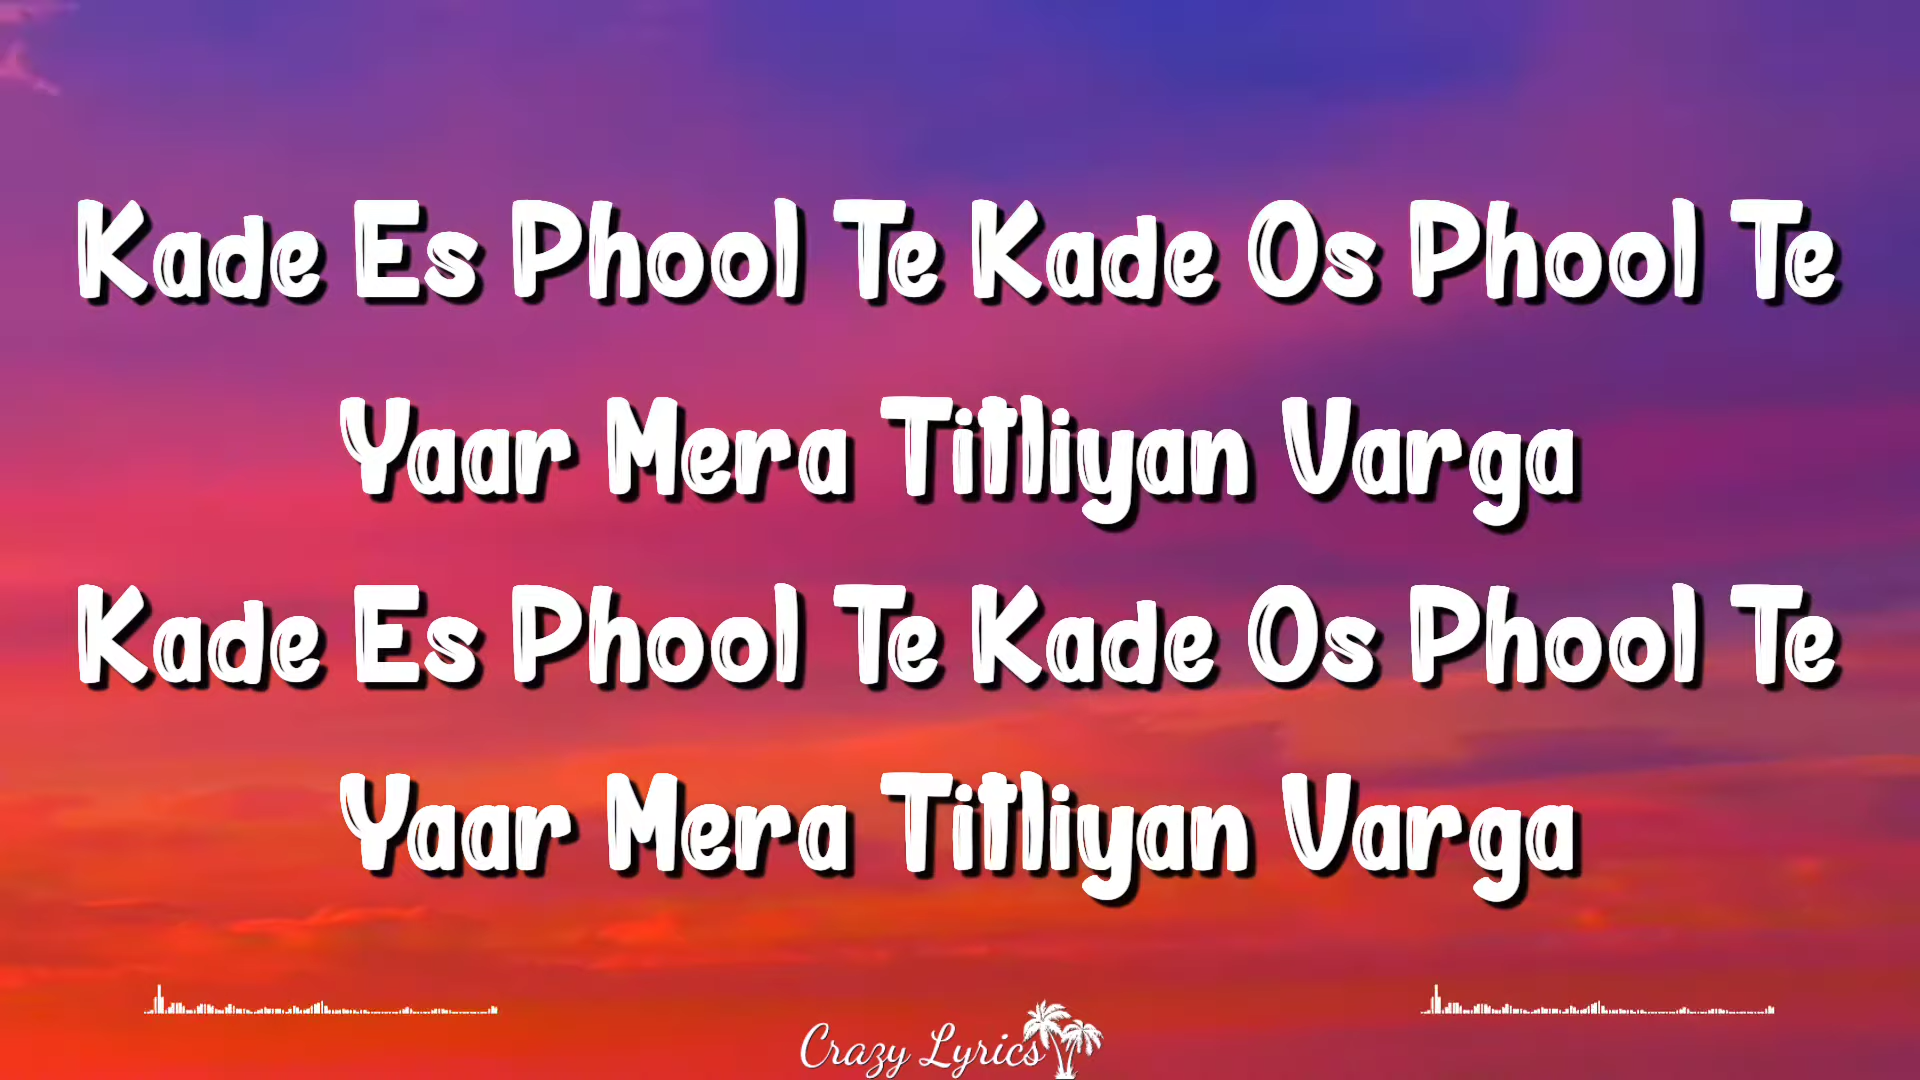 Kade Es Phool Te Kade Os Phool Te
Yaar Mera Titliyan Varga
Kade Es Phool Te Kade Os Phool Te
Yaar Mera Titliyan Varga
Crazy Lyrics